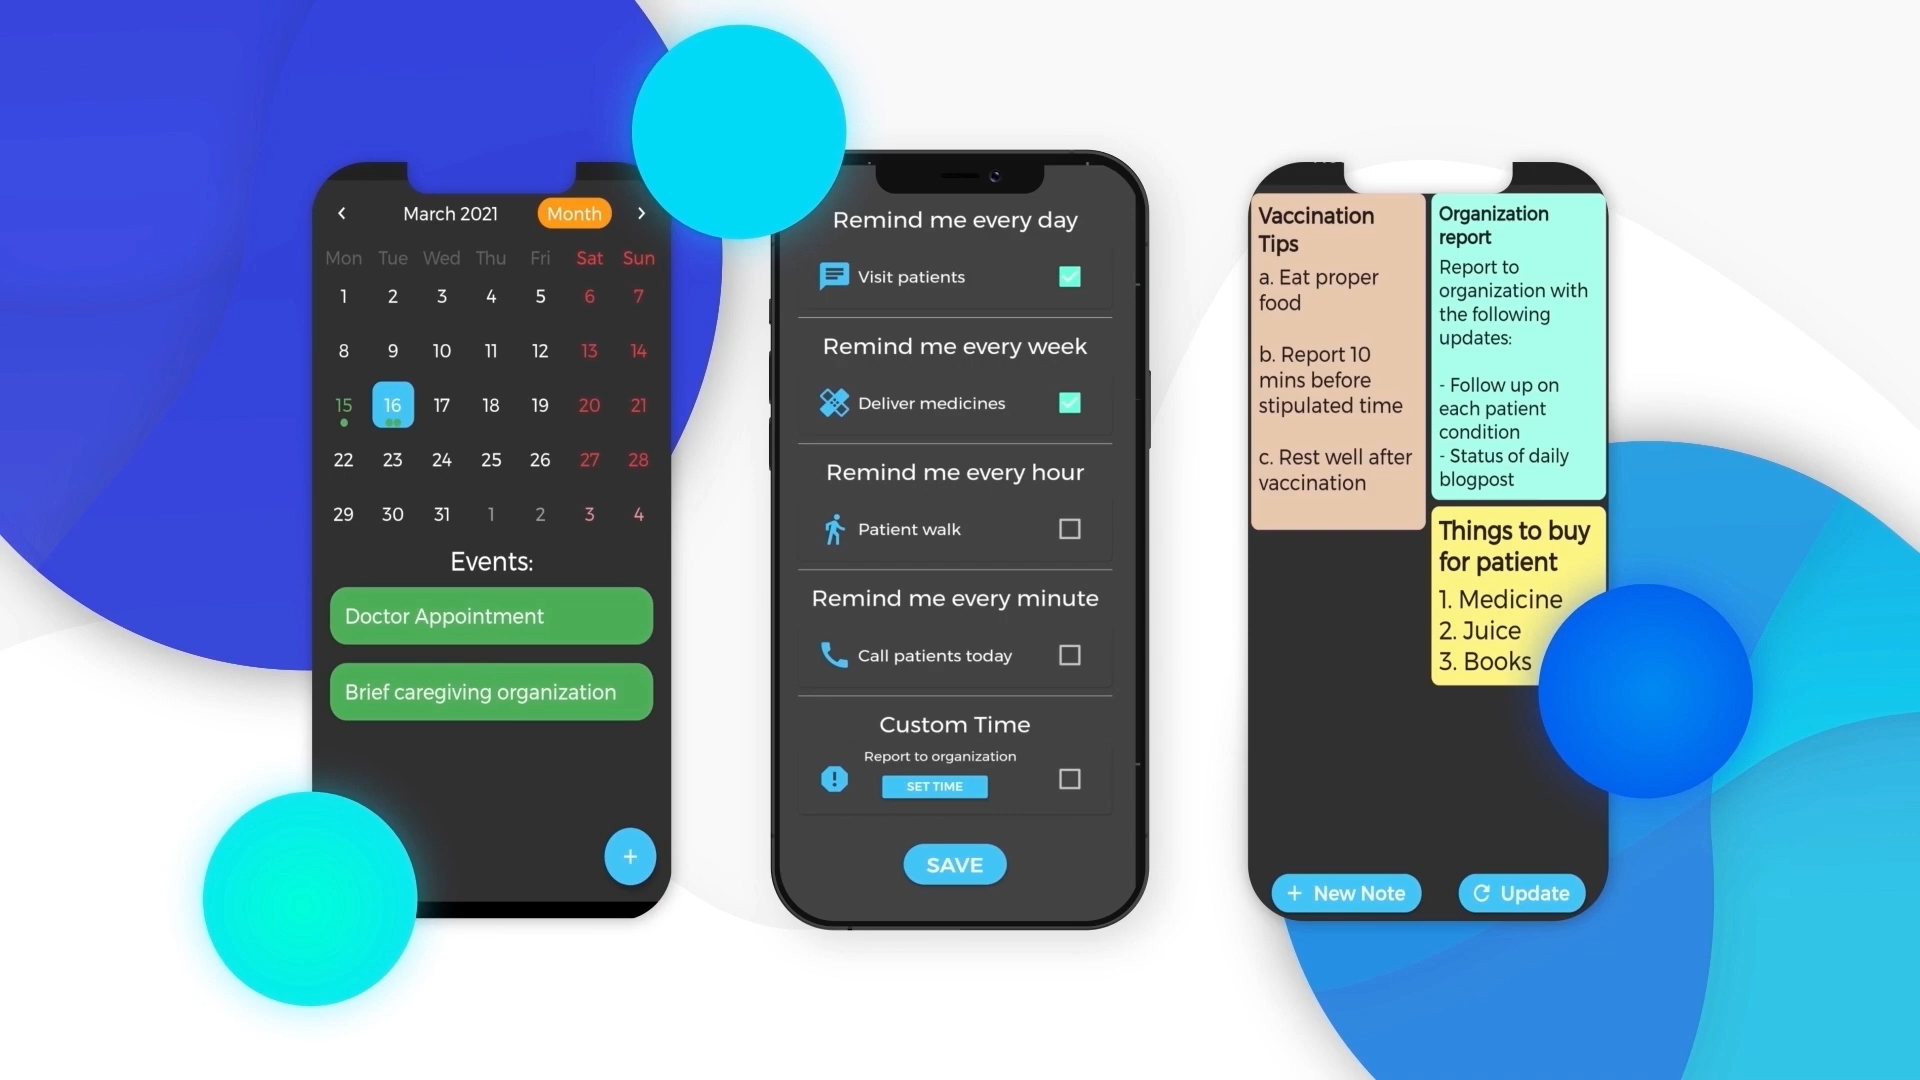 March 2021
Month
Mon Tue Wed Thu Fri Sat Sun
1 2 3 4 5 6 7
8 9 10 11 12 13 14
15 16 17 18 19 20 21
22 23 24 25 26 27 28
29 30 31 1 2 3 4
Events:
Doctor Appointment
Brief caregiving organization
+
Remind me every day
Visit patients
Remind me every week
Deliver medicines
Remind me every hour
Patient walk
Remind me every minute
Call patients today
Custom Time
Report to organization
SET TIME
SAVE
Vaccination
Tips
a. Eat proper
food
b. Report 10
mins before
stipulated time
c. Rest well after
vaccination
Organization
report
Report to
organization with
the following
updates:
- Follow up on
each patient
condition
- Status of daily
blogpost
Things to buy
for patient
1. Medicine
2. Juice
3. Books
+ New Note
Update